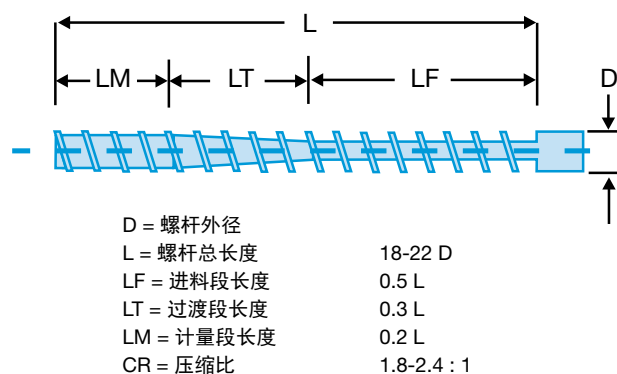 L
LM
LT
LF
D
D = 螺杆外径
L = 螺杆总长度 18-22 D
LF = 进料段长度 0.5 L
LT = 过渡段长度 0.3 L
LM = 计量段长度 0.2 L
CR = 压缩比 1.8-2.4 : 1